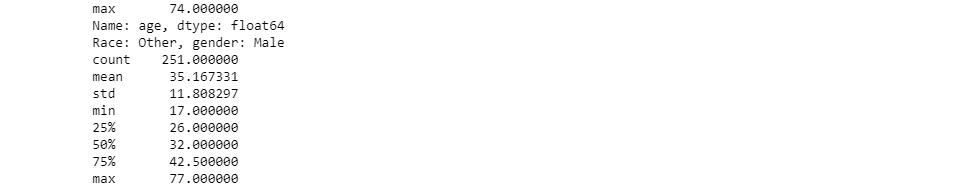 max       74.000000
Name: age, dtype: float64
Race: Other, gender: Male
count    251.000000
mean      35.167331
std       11.808297
min       17.000000
25%       26.000000
50%       32.000000
75%       42.500000
max       77.000000